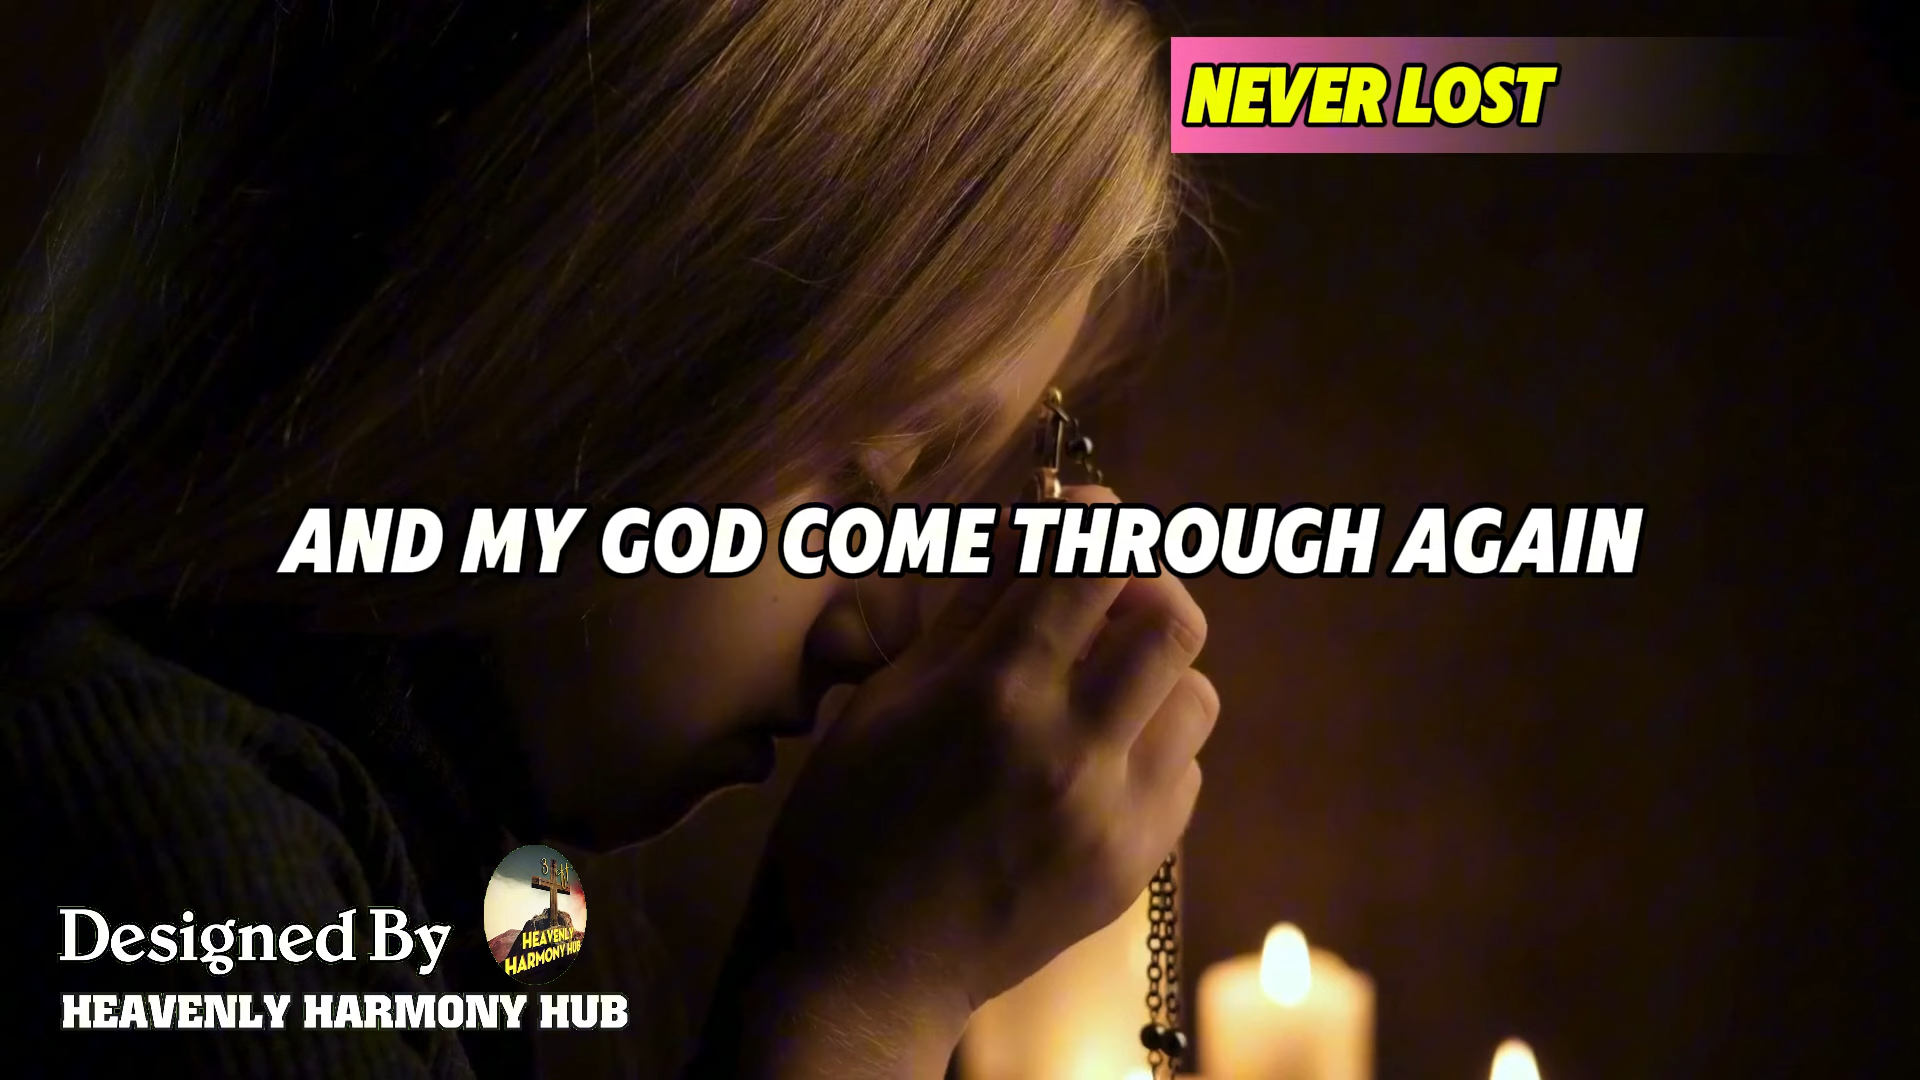 NEVER LOST
AND MY GOD COME THROUGH AGAIN
Designed By
HEAVENLY
HARMONY HUB
HEAVENLY HARMONY HUB